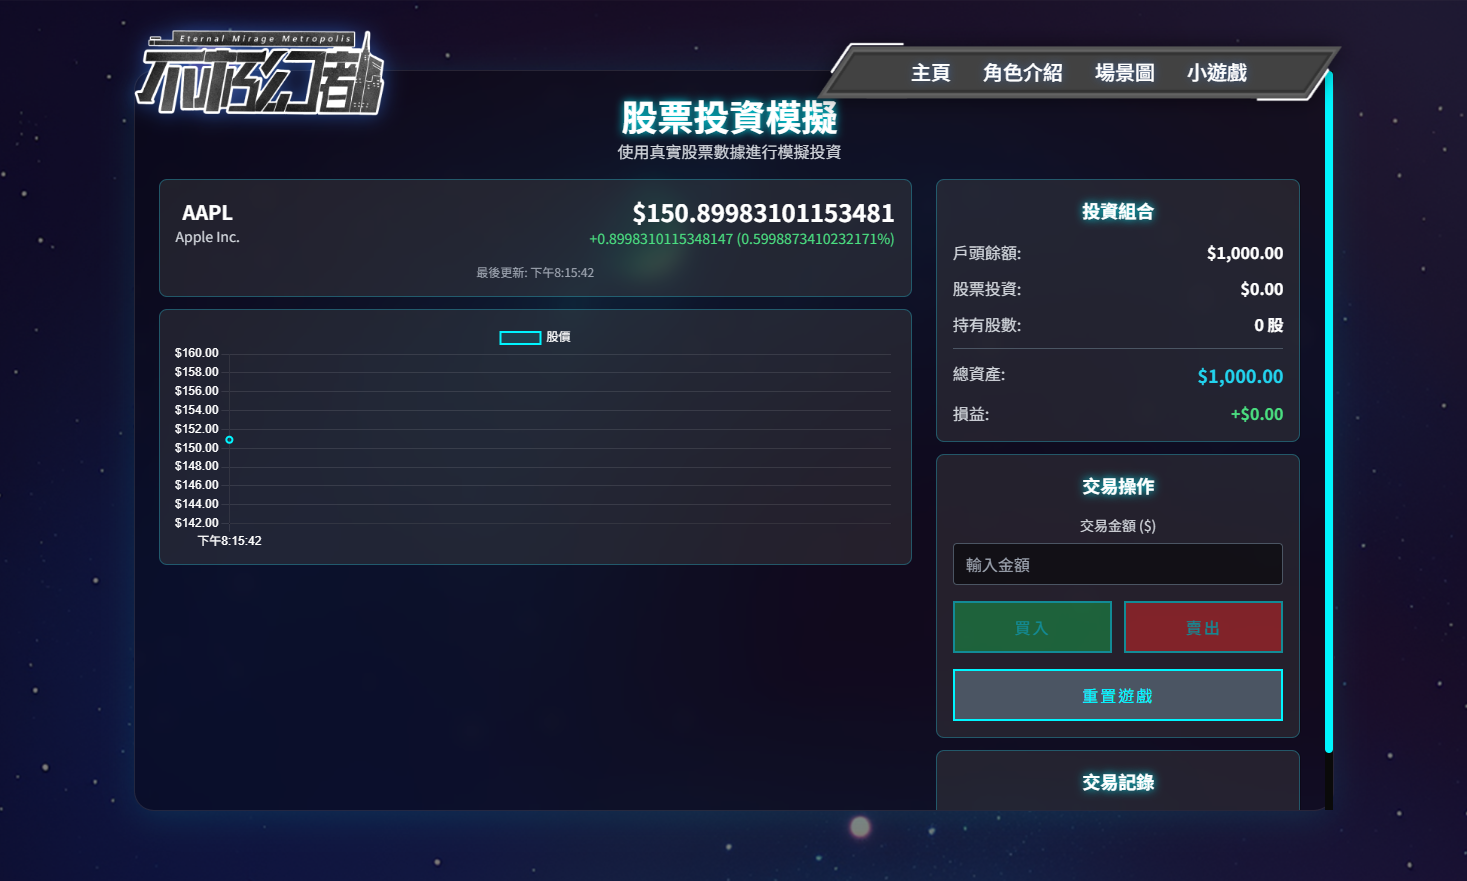 Eternal Mirage Metropolis
不朽幻都
主頁 角色介紹 場景圖 小遊戲
股票投資模擬
使用真實股票數據進行模擬投資
AAPL
$150.89983101153481
Apple Inc.
+0.8998310115348147 (0.5998873410232171%)
最後更新: 下午8:15:42
股價
$160.00
$158.00
$156.00
$154.00
$152.00
$150.00
$148.00
$146.00
$144.00
$142.00
下午8:15:42
投資組合
戶頭餘額: $1,000.00
股票投資: $0.00
持有股數: 0 股
總資產: $1,000.00
損益: +$0.00
交易操作
交易金額 ($)
輸入金額
買入 賣出
重置遊戲
交易記錄